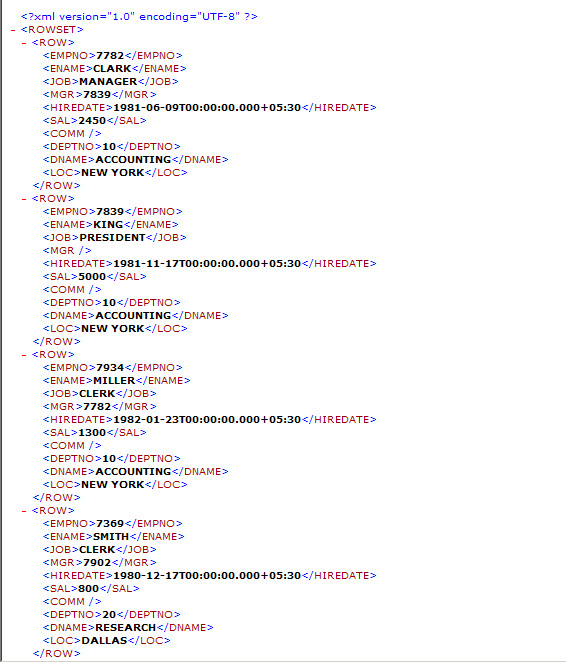 <?xml version="1.0" encoding="UTF-8" ?>
- <ROWSET>
- <ROW>
<EMPNO>7782</EMPNO>
<ENAME>CLARK</ENAME>
<JOB>MANAGER</JOB>
<MGR>7839</MGR>
<HIREDATE>1981-06-09T00:00:00.000+05:30</HIREDATE>
<SAL>2450</SAL>
<COMM />
<DEPTNO>10</DEPTNO>
<DNAME>ACCOUNTING</DNAME>
<LOC>NEW YORK</LOC>
</ROW>
- <ROW>
<EMPNO>7839</EMPNO>
<ENAME>KING</ENAME>
<JOB>PRESIDENT</JOB>
<MGR />
<HIREDATE>1981-11-17T00:00:00.000+05:30</HIREDATE>
<SAL>5000</SAL>
<COMM />
<DEPTNO>10</DEPTNO>
<DNAME>ACCOUNTING</DNAME>
<LOC>NEW YORK</LOC>
</ROW>
- <ROW>
<EMPNO>7934</EMPNO>
<ENAME>MILLER</ENAME>
<JOB>CLERK</JOB>
<MGR>7782</MGR>
<HIREDATE>1982-01-23T00:00:00.000+05:30</HIREDATE>
<SAL>1300</SAL>
<COMM />
<DEPTNO>10</DEPTNO>
<DNAME>ACCOUNTING</DNAME>
<LOC>NEW YORK</LOC>
</ROW>
- <ROW>
<EMPNO>7369</EMPNO>
<ENAME>SMITH</ENAME>
<JOB>CLERK</JOB>
<MGR>7902</MGR>
<HIREDATE>1980-12-17T00:00:00.000+05:30</HIREDATE>
<SAL>800</SAL>
<COMM />
<DEPTNO>20</DEPTNO>
<DNAME>RESEARCH</DNAME>
<LOC>DALLAS</LOC>
</ROW>